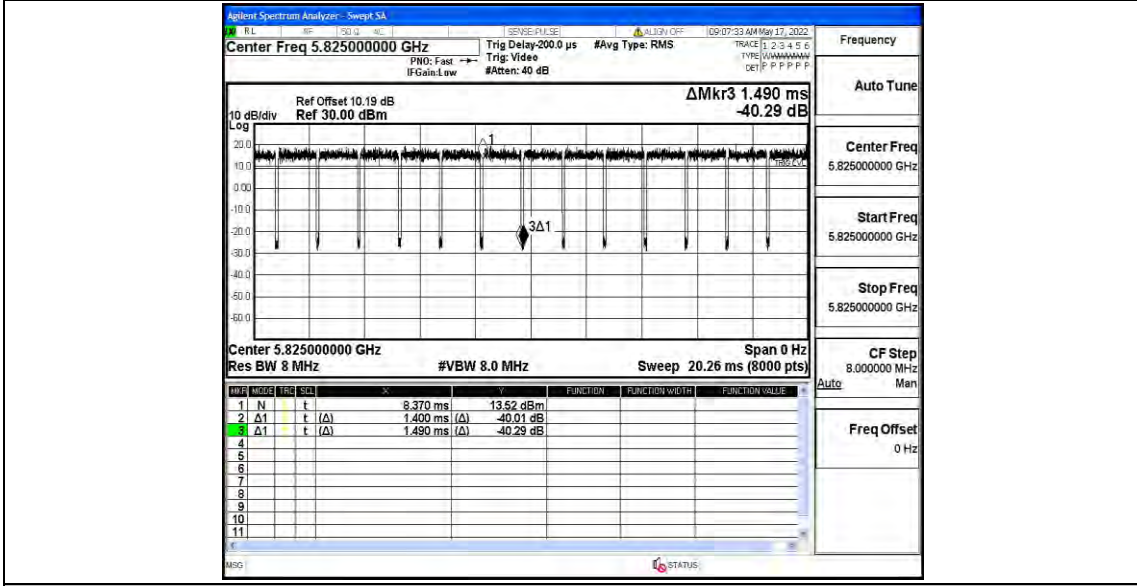 Agilent Spectrum Analyzer - Swept SA
RL RF 50 Ω AC SENSE:PULSE ALIGN OFF 09:07:33 AM May 17, 2022
Center Freq 5.825000000 GHz
PNO: Fast
IFGain:Low
Trig Delay-200.0 µs
Trig: Video
#Atten: 40 dB
#Avg Type: RMS
TRACE 1 2 3 4 5 6
TYPE
DET P P P P P P
Ref Offset 10.19 dB
10 dB/div Ref 30.00 dBm
Log
ΔMkr3 1.490 ms
-40.29 dB
20.0
10.0
0.00
-10.0
-20.0
-30.0
-40.0
-50.0
-60.0
1
TRIG LVL
3Δ1
Center 5.825000000 GHz
Span 0 Hz
Res BW 8 MHz
#VBW 8.0 MHz
Sweep 20.26 ms (8000 pts)
MKR MODE TRC SCL X Y FUNCTION FUNCTION WIDTH FUNCTION VALUE
1 N t 8.370 ms 13.52 dBm
2 Δ1 t (Δ) 1.400 ms (Δ) -40.01 dB
3 Δ1 t (Δ) 1.490 ms (Δ) -40.29 dB
4
5
6
7
8
9
10
11
MSG
STATUS
Frequency
Auto Tune
Center Freq
5.825000000 GHz
Start Freq
5.825000000 GHz
Stop Freq
5.825000000 GHz
CF Step
8.000000 MHz
Auto Man
Freq Offset
0 Hz